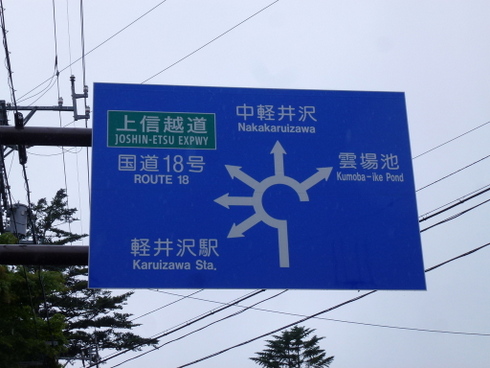 上信越道
JOSHIN-ETSU EXPWY
国道18号
ROUTE 18
中軽井沢
Nakakaruizawa
雲場池
Kumoba-ike Pond
軽井沢駅
Karuizawa Sta.